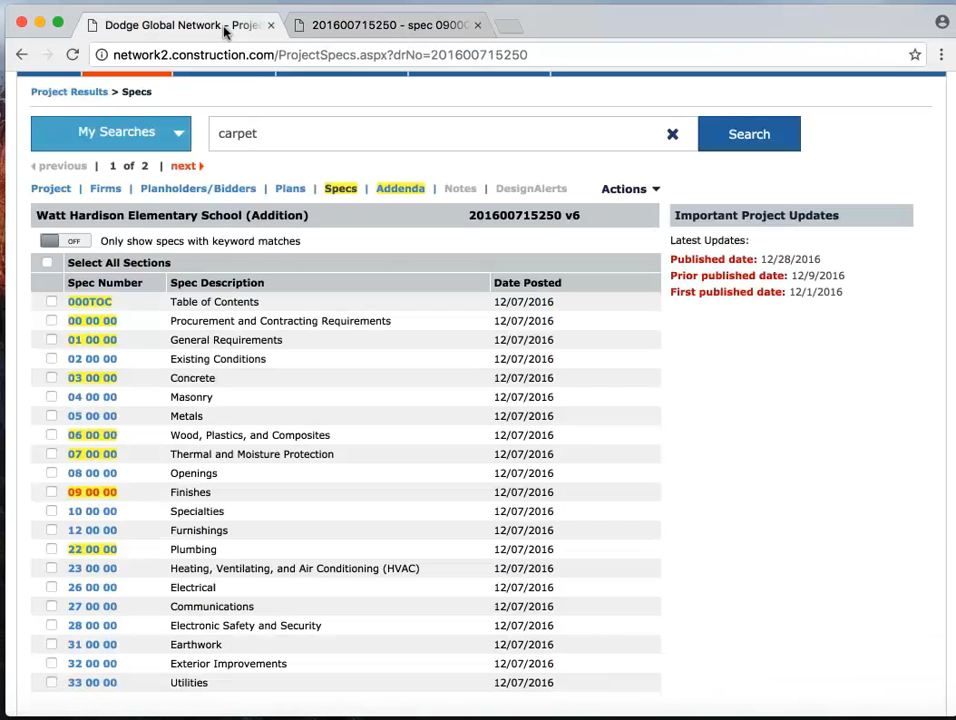 Dodge Global Network - Proje
201600715250 - spec 0900
network2.construction.com/ProjectSpecs.aspx?drNo=201600715250
Project Results > Specs
My Searches carpet Search
previous | 1 of 2 | next
Project | Firms | Planholders/Bidders | Plans | Specs | Addenda | Notes | DesignAlerts Actions
Watt Hardison Elementary School (Addition) 201600715250 v6
OFF Only show specs with keyword matches
Select All Sections
Spec Number Spec Description Date Posted
000TOC Table of Contents 12/07/2016
00 00 00 Procurement and Contracting Requirements 12/07/2016
01 00 00 General Requirements 12/07/2016
02 00 00 Existing Conditions 12/07/2016
03 00 00 Concrete 12/07/2016
04 00 00 Masonry 12/07/2016
05 00 00 Metals 12/07/2016
06 00 00 Wood, Plastics, and Composites 12/07/2016
07 00 00 Thermal and Moisture Protection 12/07/2016
08 00 00 Openings 12/07/2016
09 00 00 Finishes 12/07/2016
10 00 00 Specialties 12/07/2016
12 00 00 Furnishings 12/07/2016
22 00 00 Plumbing 12/07/2016
23 00 00 Heating, Ventilating, and Air Conditioning (HVAC) 12/07/2016
26 00 00 Electrical 12/07/2016
27 00 00 Communications 12/07/2016
28 00 00 Electronic Safety and Security 12/07/2016
31 00 00 Earthwork 12/07/2016
32 00 00 Exterior Improvements 12/07/2016
33 00 00 Utilities 12/07/2016
Important Project Updates
Latest Updates:
Published date: 12/28/2016
Prior published date: 12/9/2016
First published date: 12/1/2016